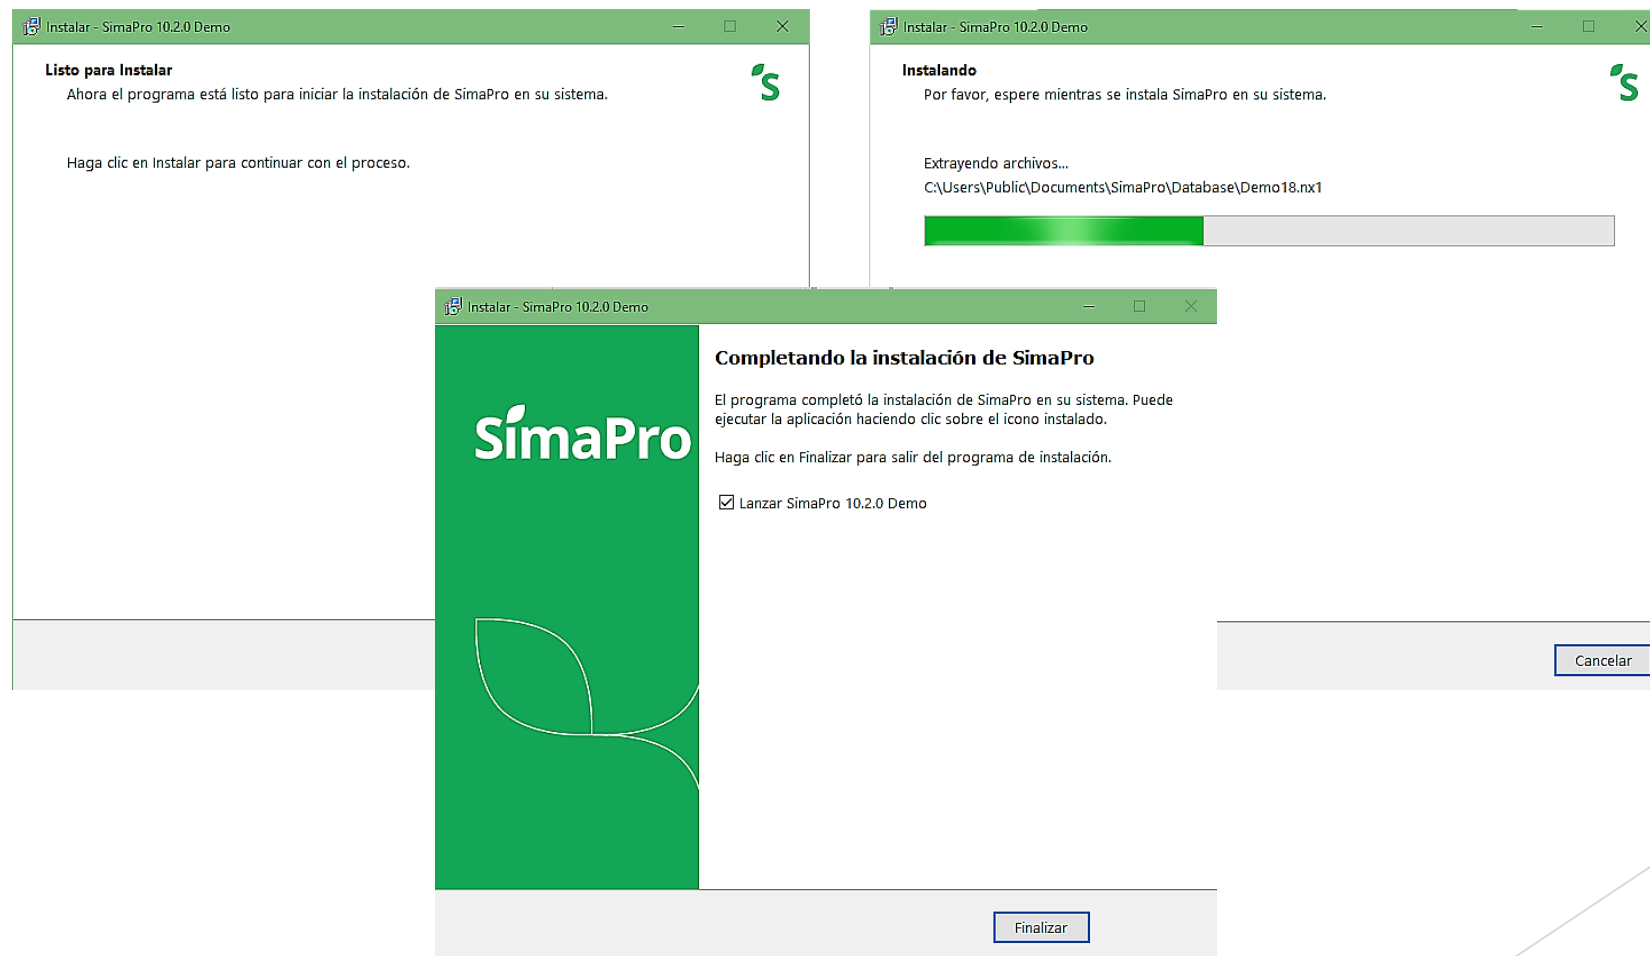 Instalar - SimaPro 10.2.0 Demo
Listo para Instalar
Ahora el programa está listo para iniciar la instalación de SimaPro en su sistema.
S
Haga clic en Instalar para continuar con el proceso.
Instalar - SimaPro 10.2.0 Demo
Instalando
Por favor, espere mientras se instala SimaPro en su sistema.
S
Extrayendo archivos...
C:\Users\Public\Documents\SimaPro\Database\Demo18.nx1
Cancelar
Instalar - SimaPro 10.2.0 Demo
SimaPro
Completando la instalación de SimaPro
El programa completó la instalación de SimaPro en su sistema. Puede
ejecutar la aplicación haciendo clic sobre el icono instalado.
Haga clic en Finalizar para salir del programa de instalación.
Lanzar SimaPro 10.2.0 Demo
Finalizar